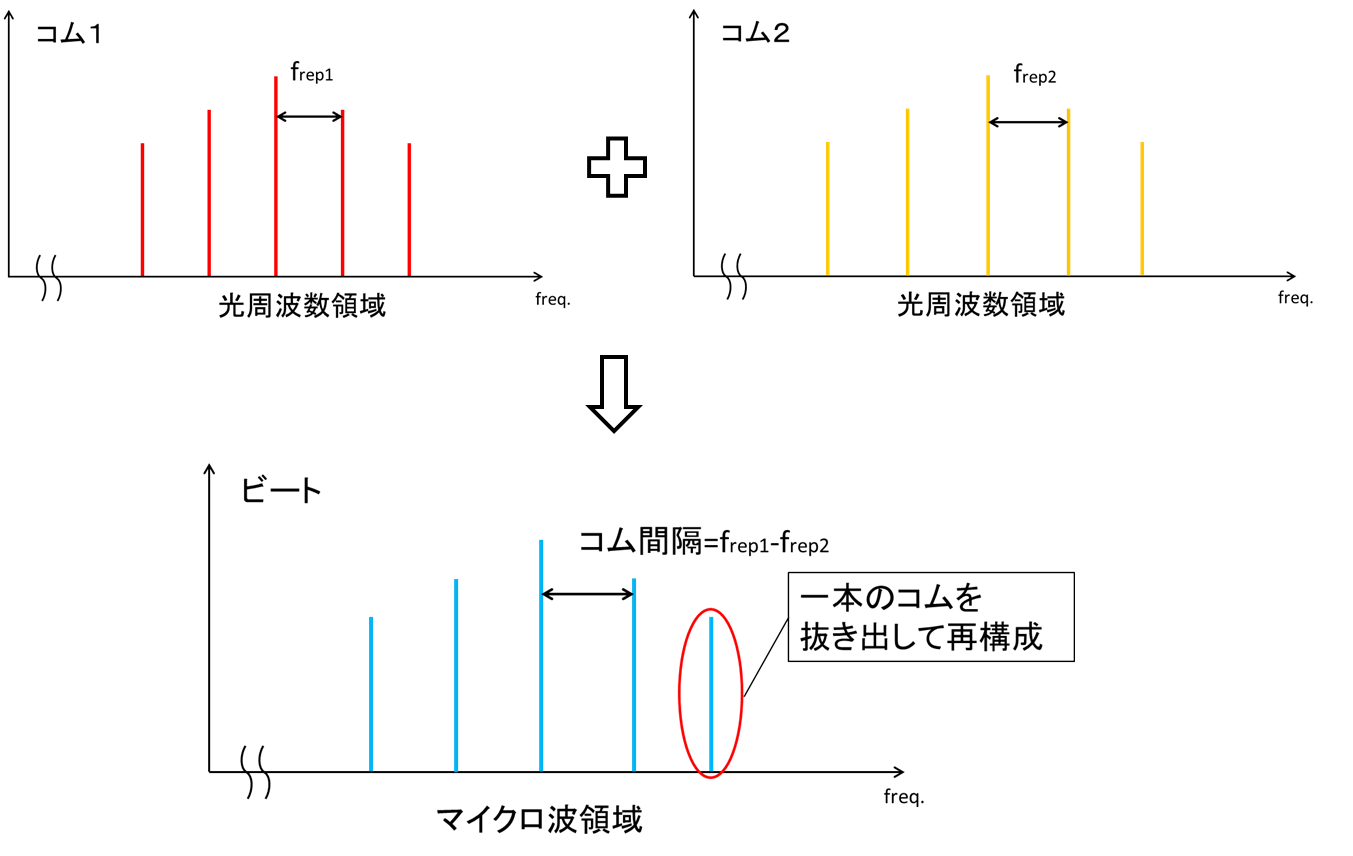 コム１
frep1
光周波数領域
freq.
コム２
frep2
光周波数領域
freq.
ビート
コム間隔=frep1-frep2
一本のコムを
抜き出して再構成
freq.
マイクロ波領域